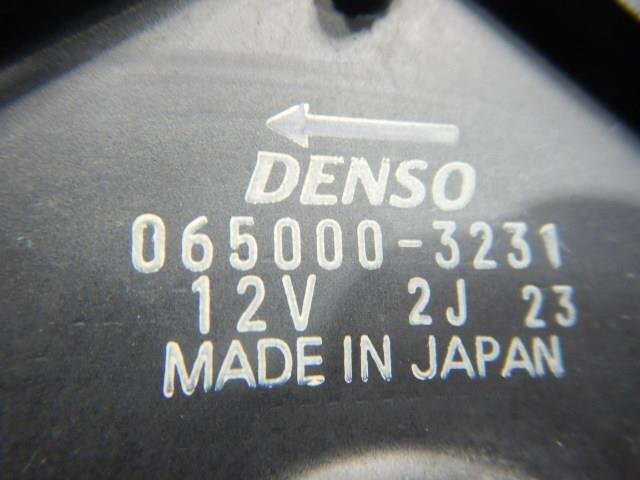 DENSO
065000-3231
12V 2J 23
MADE IN JAPAN